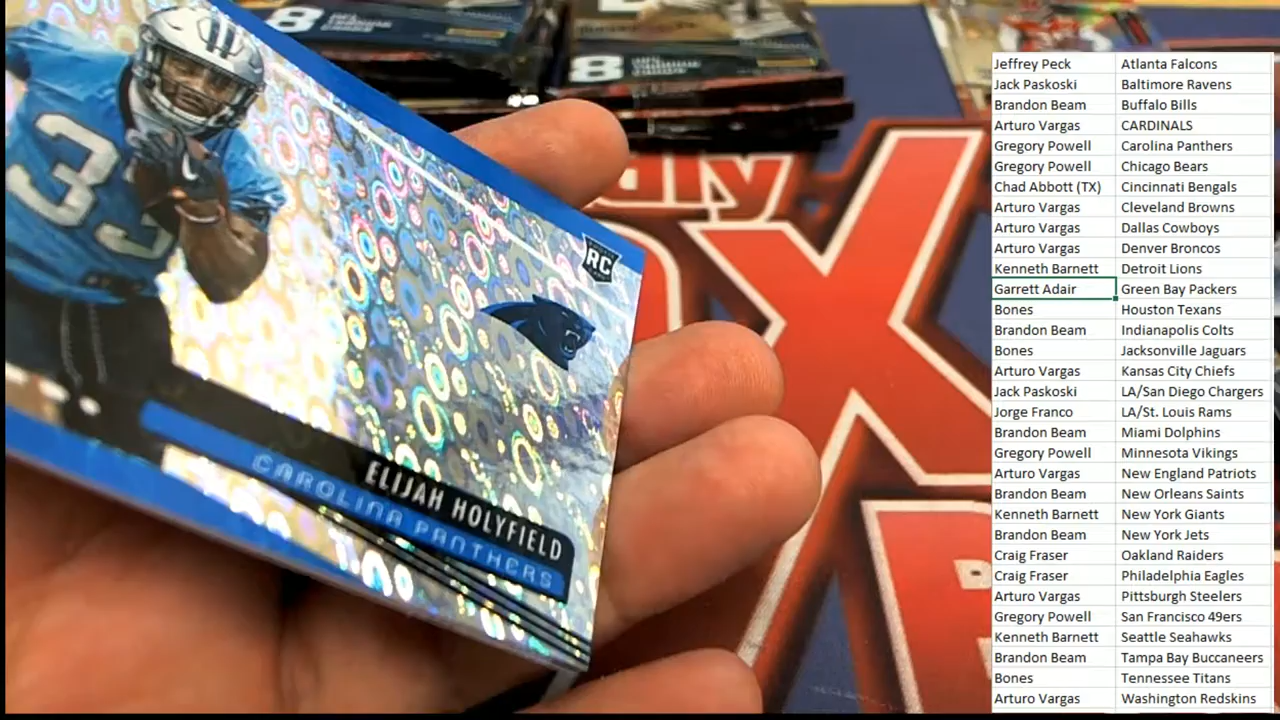 8
8
33
RC
ELIJAH HOLYFIELD
CAROLINA PANTHERS
Jeffrey Peck Atlanta Falcons
Jack Paskoski Baltimore Ravens
Brandon Beam Buffalo Bills
Arturo Vargas CARDINALS
Gregory Powell Carolina Panthers
Gregory Powell Chicago Bears
Chad Abbott (TX) Cincinnati Bengals
Arturo Vargas Cleveland Browns
Arturo Vargas Dallas Cowboys
Arturo Vargas Denver Broncos
Kenneth Barnett Detroit Lions
Garrett Adair Green Bay Packers
Bones Houston Texans
Brandon Beam Indianapolis Colts
Bones Jacksonville Jaguars
Arturo Vargas Kansas City Chiefs
Jack Paskoski LA/San Diego Chargers
Jorge Franco LA/St. Louis Rams
Brandon Beam Miami Dolphins
Gregory Powell Minnesota Vikings
Arturo Vargas New England Patriots
Brandon Beam New Orleans Saints
Kenneth Barnett New York Giants
Brandon Beam New York Jets
Craig Fraser Oakland Raiders
Craig Fraser Philadelphia Eagles
Arturo Vargas Pittsburgh Steelers
Gregory Powell San Francisco 49ers
Kenneth Barnett Seattle Seahawks
Brandon Beam Tampa Bay Buccaneers
Bones Tennessee Titans
Arturo Vargas Washington Redskins